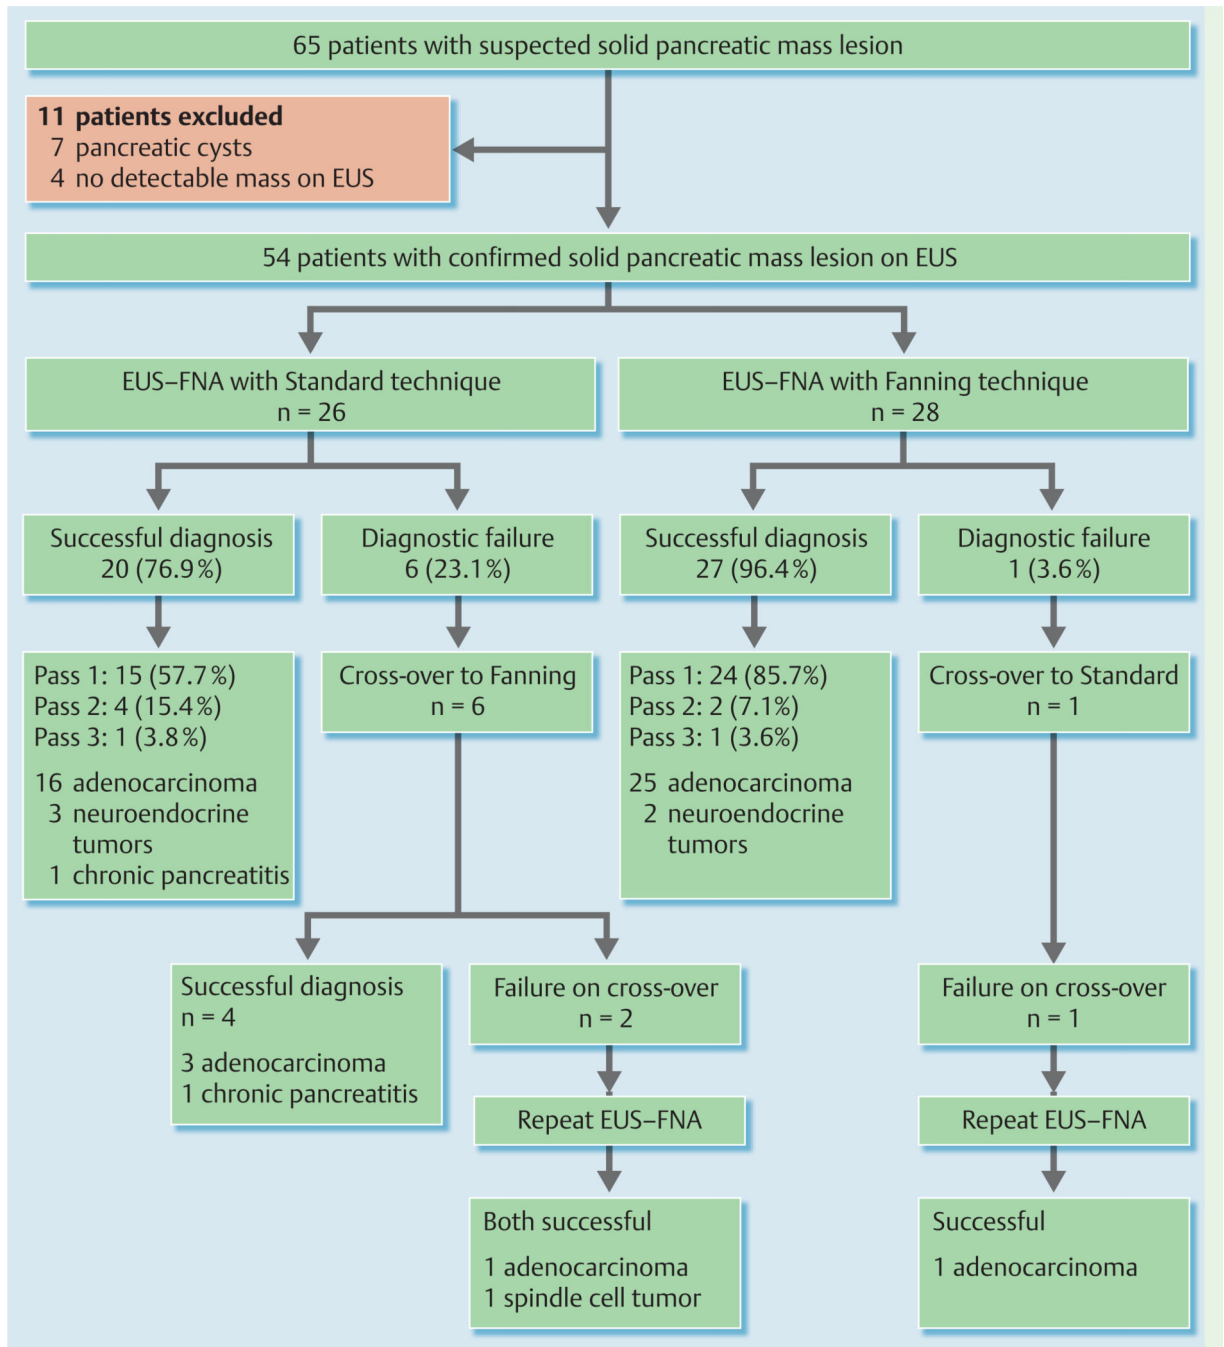 65 patients with suspected solid pancreatic mass lesion
11 patients excluded
7 pancreatic cysts
4 no detectable mass on EUS
54 patients with confirmed solid pancreatic mass lesion on EUS
EUS–FNA with Standard technique
n = 26
EUS–FNA with Fanning technique
n = 28
Successful diagnosis
20 (76.9%)
Diagnostic failure
6 (23.1%)
Successful diagnosis
27 (96.4%)
Diagnostic failure
1 (3.6%)
Pass 1: 15 (57.7%)
Pass 2: 4 (15.4%)
Pass 3: 1 (3.8%)
16 adenocarcinoma
3 neuroendocrine
tumors
1 chronic pancreatitis
Cross-over to Fanning
n = 6
Pass 1: 24 (85.7%)
Pass 2: 2 (7.1%)
Pass 3: 1 (3.6%)
25 adenocarcinoma
2 neuroendocrine
tumors
Cross-over to Standard
n = 1
Successful diagnosis
n = 4
3 adenocarcinoma
1 chronic pancreatitis
Failure on cross-over
n = 2
Failure on cross-over
n = 1
Repeat EUS–FNA
Repeat EUS–FNA
Both successful
1 adenocarcinoma
1 spindle cell tumor
Successful
1 adenocarcinoma